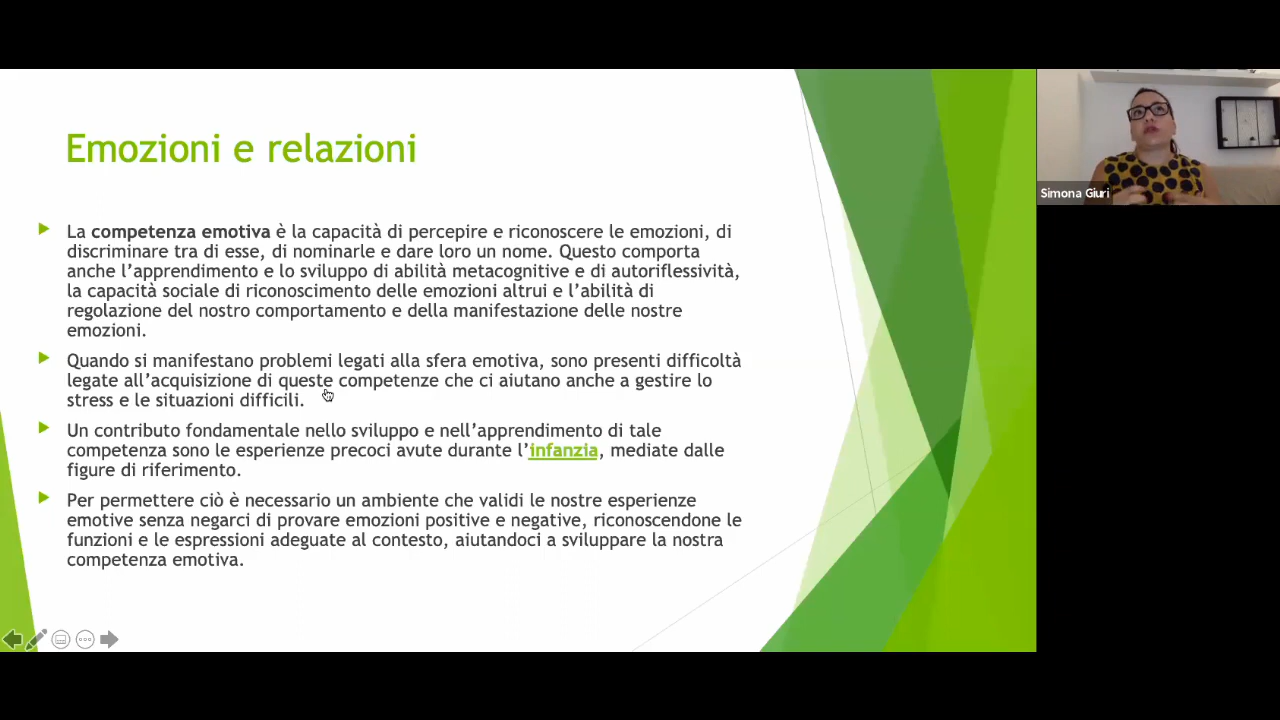 Emozioni e relazioni
La competenza emotiva è la capacità di percepire e riconoscere le emozioni, di
discriminare tra di esse, di nominarle e dare loro un nome. Questo comporta
anche l'apprendimento e lo sviluppo di abilità metacognitive e di autoriflessività,
la capacità sociale di riconoscimento delle emozioni altrui e l'abilità di
regolazione del nostro comportamento e della manifestazione delle nostre
emozioni.
Quando si manifestano problemi legati alla sfera emotiva, sono presenti difficoltà
legate all'acquisizione di queste competenze che ci aiutano anche a gestire lo
stress e le situazioni difficili.
Un contributo fondamentale nello sviluppo e nell'apprendimento di tale
competenza sono le esperienze precoci avute durante l'infanzia, mediate dalle
figure di riferimento.
Per permettere ciò è necessario un ambiente che validi le nostre esperienze
emotive senza negarci di provare emozioni positive e negative, riconoscendone le
funzioni e le espressioni adeguate al contesto, aiutandoci a sviluppare la nostra
competenza emotiva.
Simona Giuri